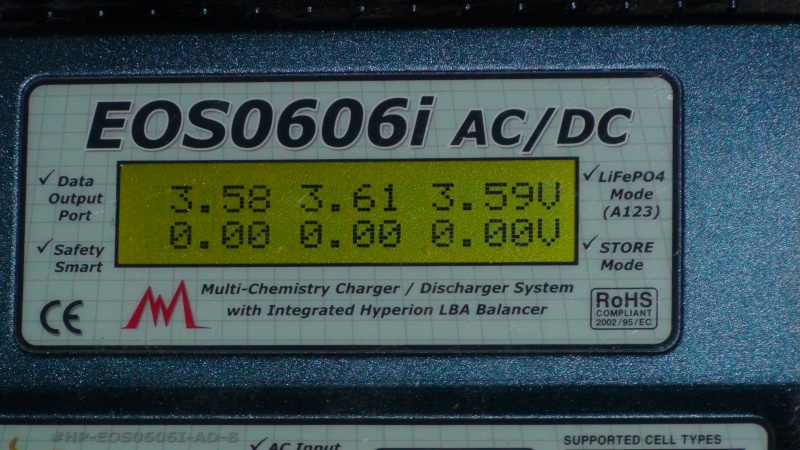 EOS0606i AC/DC
✓ Data
Output
Port
✓ Safety
Smart
3.58 3.61 3.59V
0.00 0.00 0.00V
✓ LiFePO4
Mode
(A123)
✓ STORE
Mode
CE
Multi-Chemistry Charger / Discharger System
with Integrated Hyperion LBA Balancer
RoHS
COMPLIANT
2002/95/EC
#HP-EOS0606I-AD-B
✓ AC Input
SUPPORTED CELL TYPES